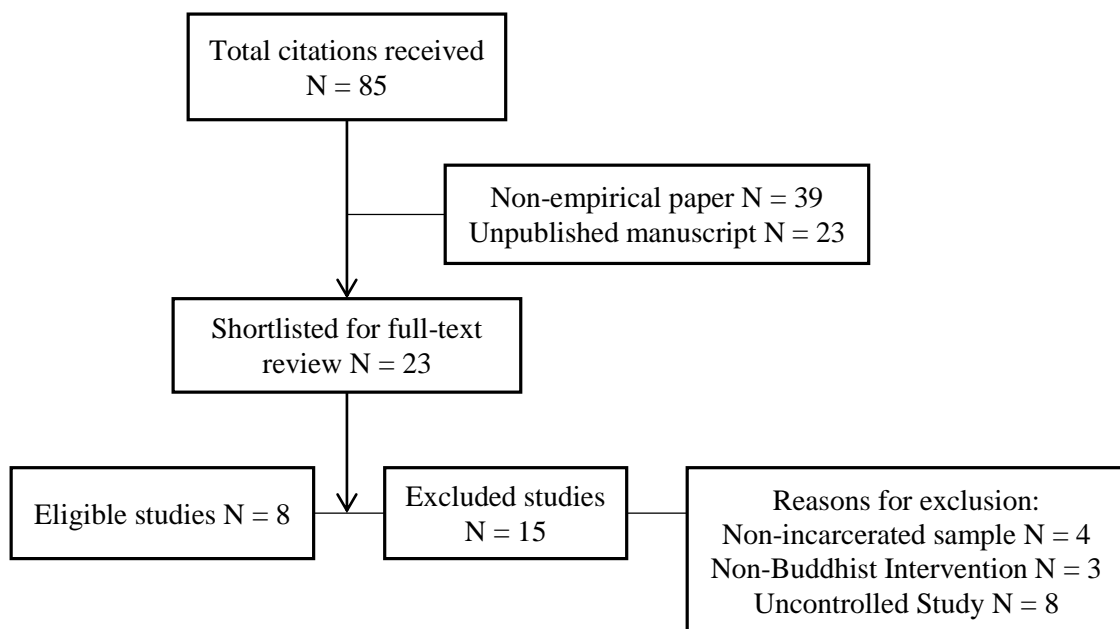 Total citations received
N = 85
Non-empirical paper N = 39
Unpublished manuscript N = 23
Shortlisted for full-text
review N = 23
Eligible studies N = 8
Excluded studies
N = 15
Reasons for exclusion:
Non-incarcerated sample N = 4
Non-Buddhist Intervention N = 3
Uncontrolled Study N = 8